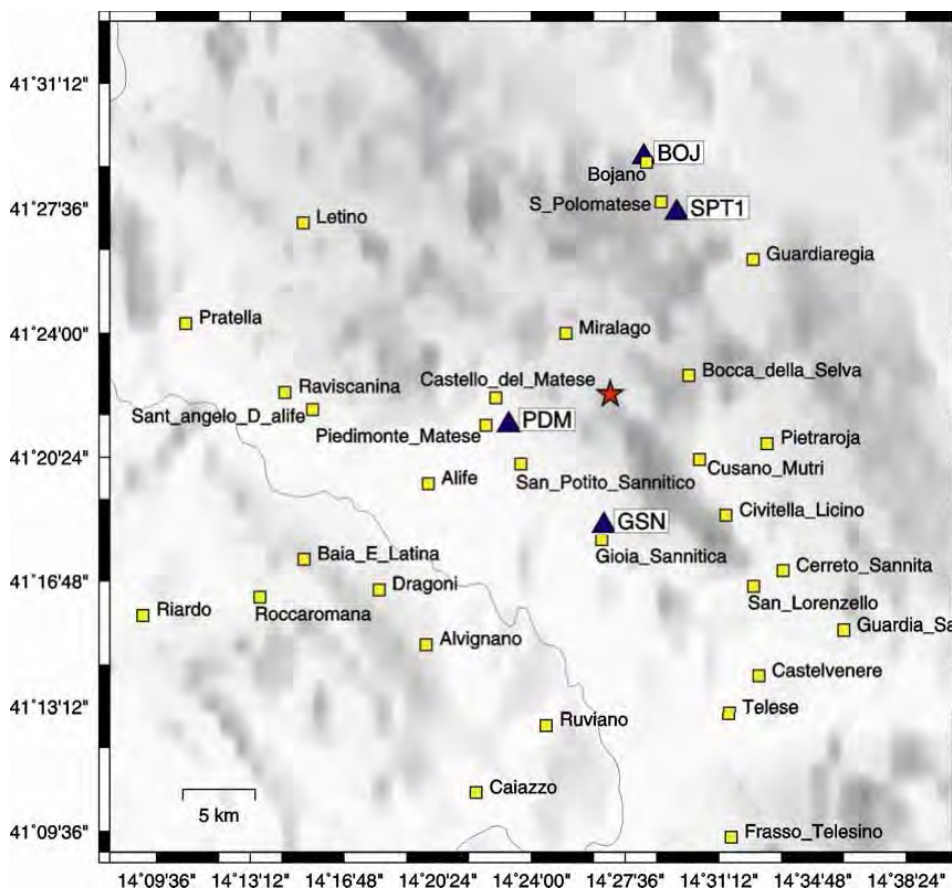 41°31'12"
BOJ
Bojano
S_Polomatese
SPT1
41°27'36"
Letino
Guardiaregia
Pratella
41°24'00"
Miralago
Bocca_della_Selva
Castello_del_Matese
Raviscanina
Sant_angelo_D_alife
PDM
Piedimonte_Matese
Pietraroja
41°20'24"
Cusano_Mutri
San_Potito_Sannitico
Alife
Civitella_Licino
GSN
Gioia_Sannitica
Baia_E_Latina
Cerreto_Sannita
41°16'48"
Dragoni
San_Lorenzello
Riardo
Roccaromana
Guardia_Sa
Alvignano
Castelvenere
41°13'12"
Telese
Ruviano
Caiazzo
5 km
41°09'36"
Frasso_Telesino
14°09'36" 14°13'12" 14°16'48" 14°20'24" 14°24'00" 14°27'36" 14°31'12" 14°34'48" 14°38'24"